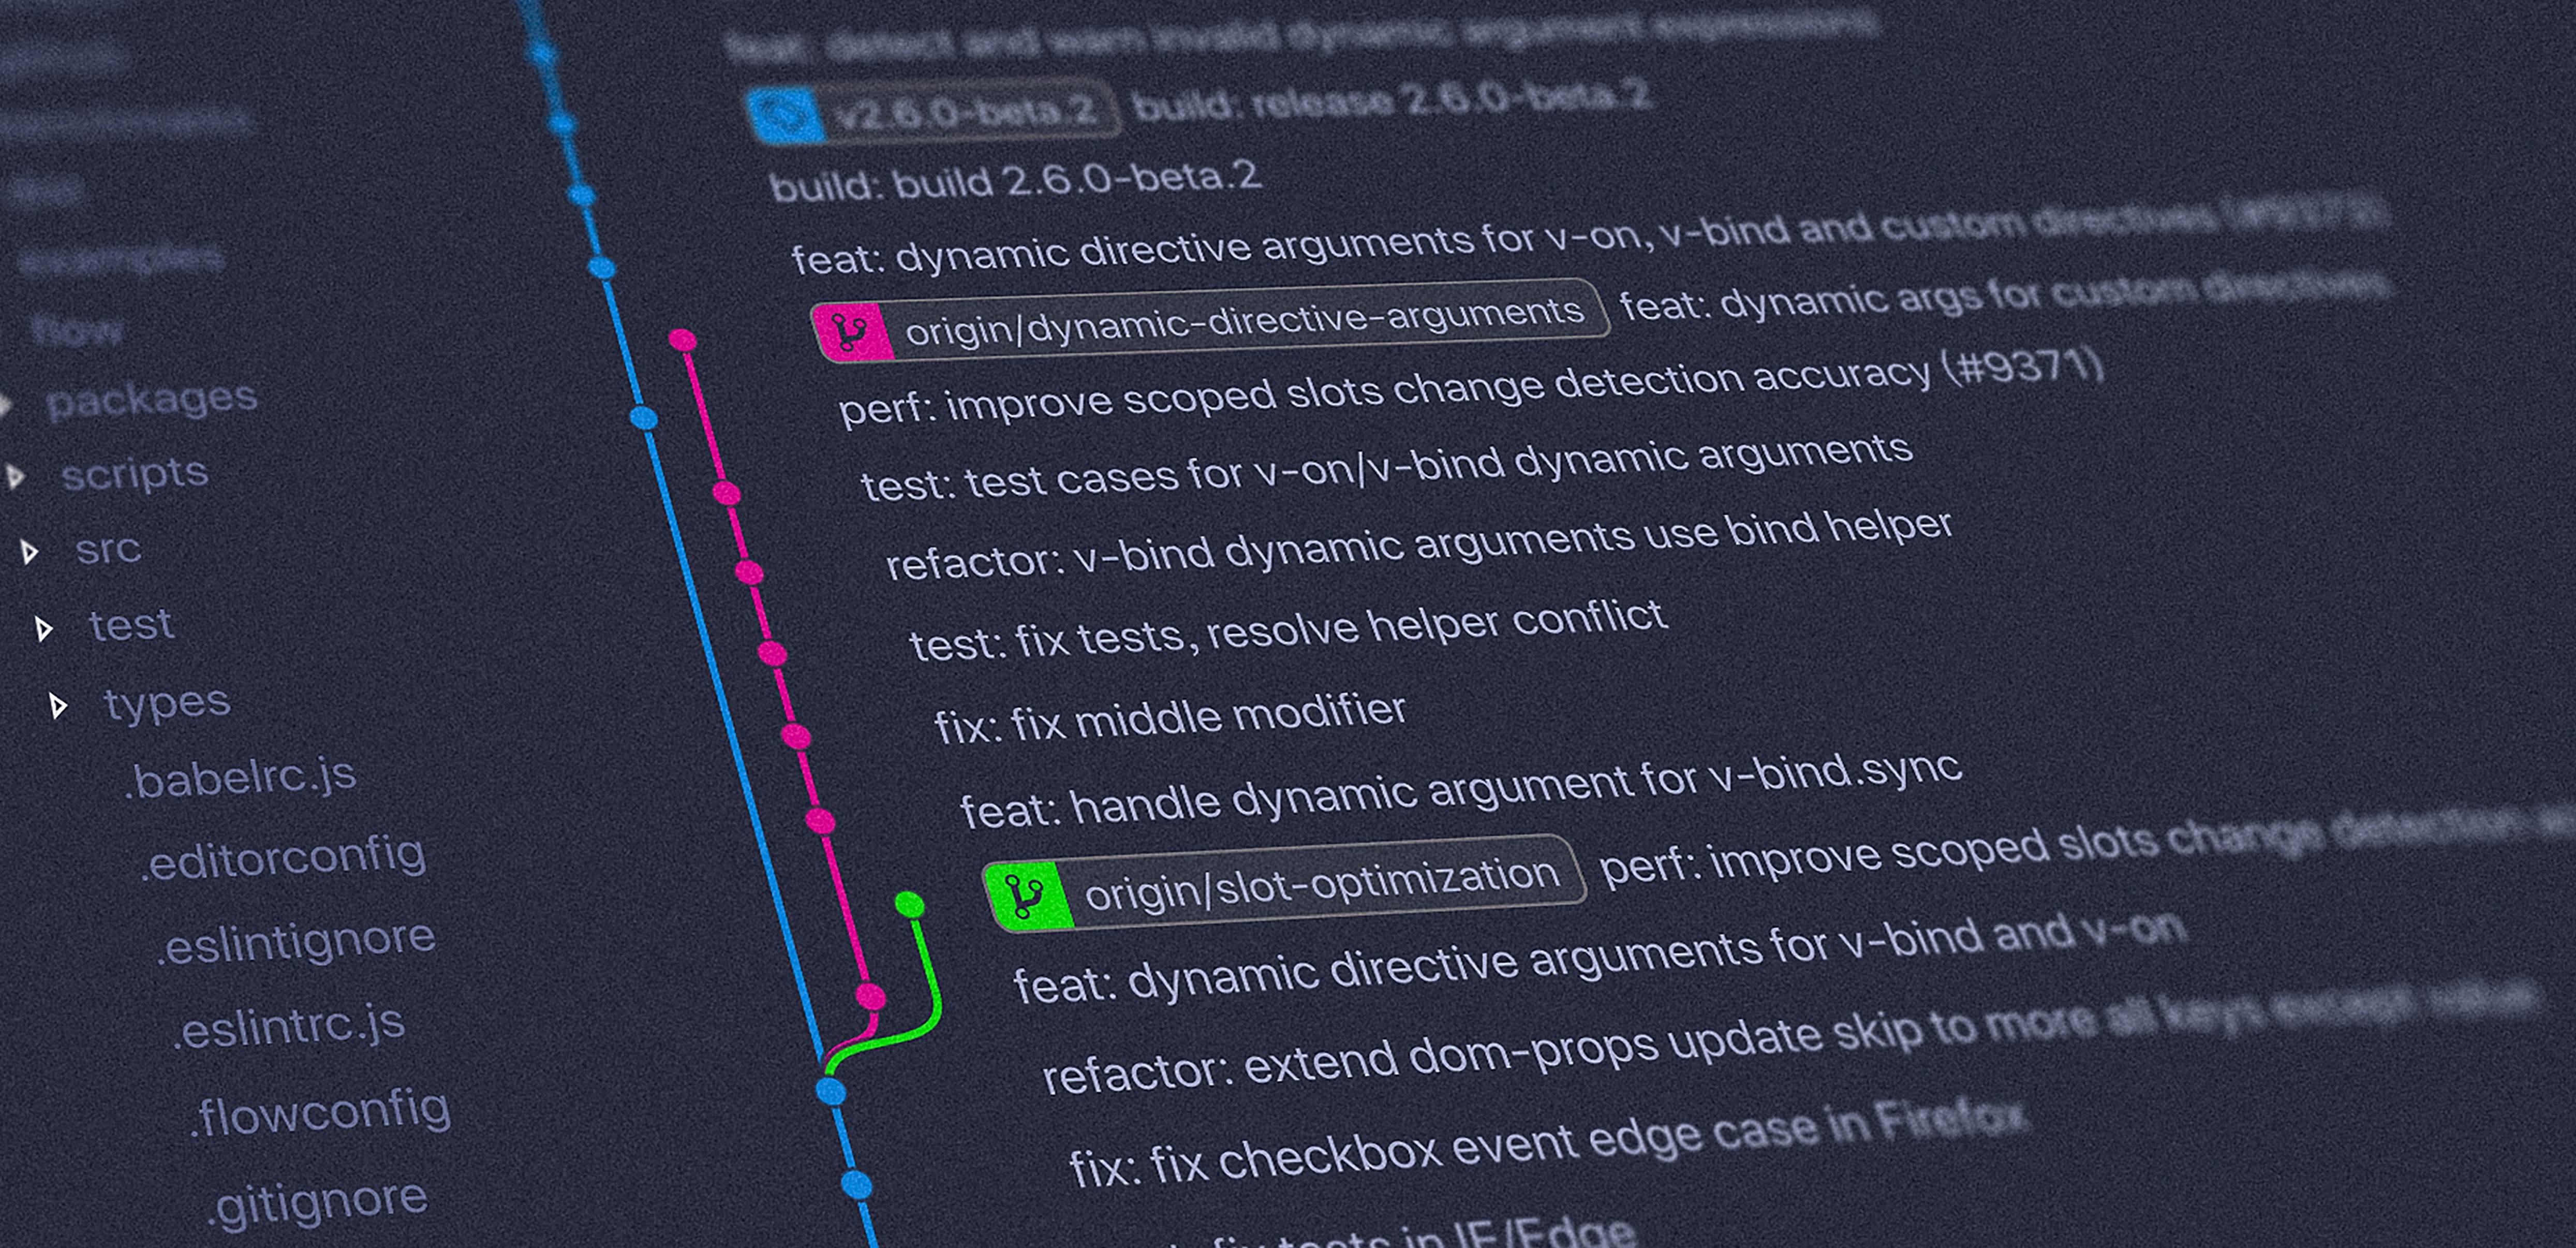 feat: detect and warn invalid dynamic argument expressions
v2.6.0-beta.2 build: release 2.6.0-beta.2
build: build 2.6.0-beta.2
feat: dynamic directive arguments for v-on, v-bind and custom directives
origin/dynamic-directive-arguments feat: dynamic args for custom directives
perf: improve scoped slots change detection accuracy (#9371)
test: test cases for v-on/v-bind dynamic arguments
refactor: v-bind dynamic arguments use bind helper
test: fix tests, resolve helper conflict
fix: fix middle modifier
feat: handle dynamic argument for v-bind.sync
origin/slot-optimization perf: improve scoped slots change detection
feat: dynamic directive arguments for v-bind and v-on
refactor: extend dom-props update skip to more all keys except value
fix: fix checkbox event edge case in Firefox
fix tests in IE/Edge
examples
flow
packages
scripts
src
test
types
.babelrc.js
.editorconfig
.eslintignore
.eslintrc.js
.flowconfig
.gitignore